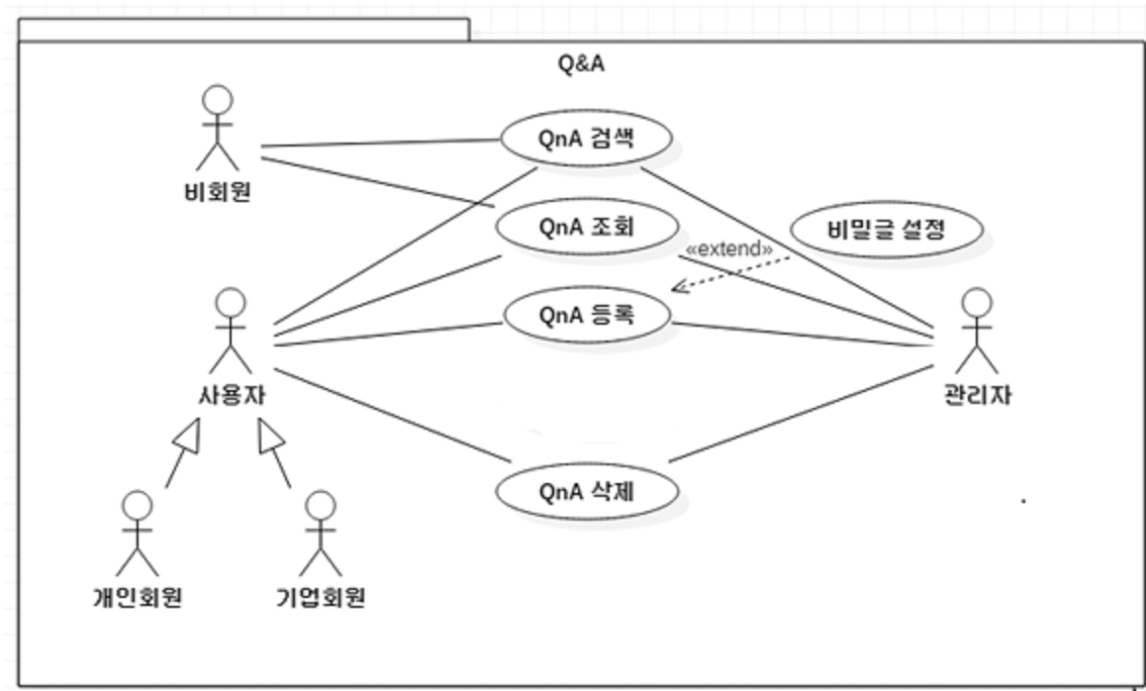 Q&A
비회원
QnA 검색
QnA 조회
비밀글 설정
«extend»
QnA 등록
사용자
관리자
QnA 삭제
개인회원
기업회원